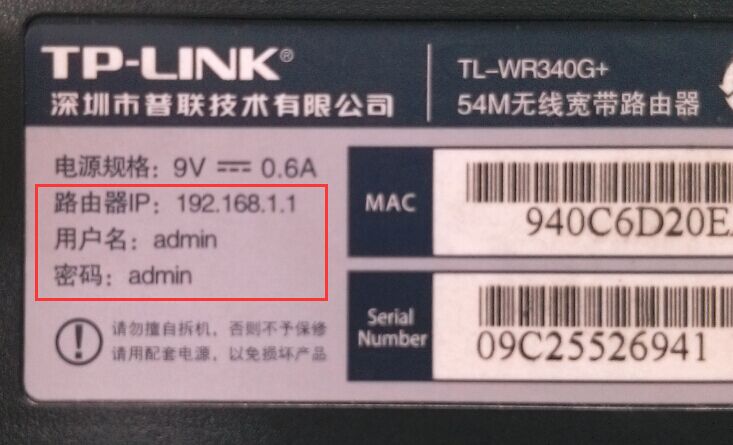 TP-LINK®
深圳市普联技术有限公司
TL-WR340G+
54M无线宽带路由器
电源规格：9V ⎓ 0.6A
路由器IP：192.168.1.1
用户名：admin
密码：admin
请勿擅自拆机，否则不予保修
请用配套电源，以免损坏产品
MAC
940C6D20E
Serial
Number
09C25526941